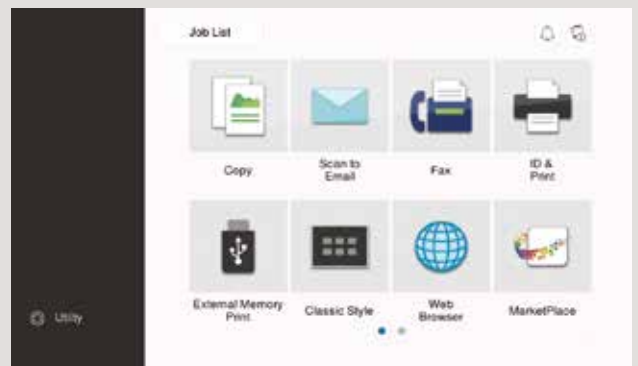 Job List
Copy
Scan to
Email
Fax
ID &
Print
External Memory
Print
Classic Style
Web
Browser
MarketPlace
Utility